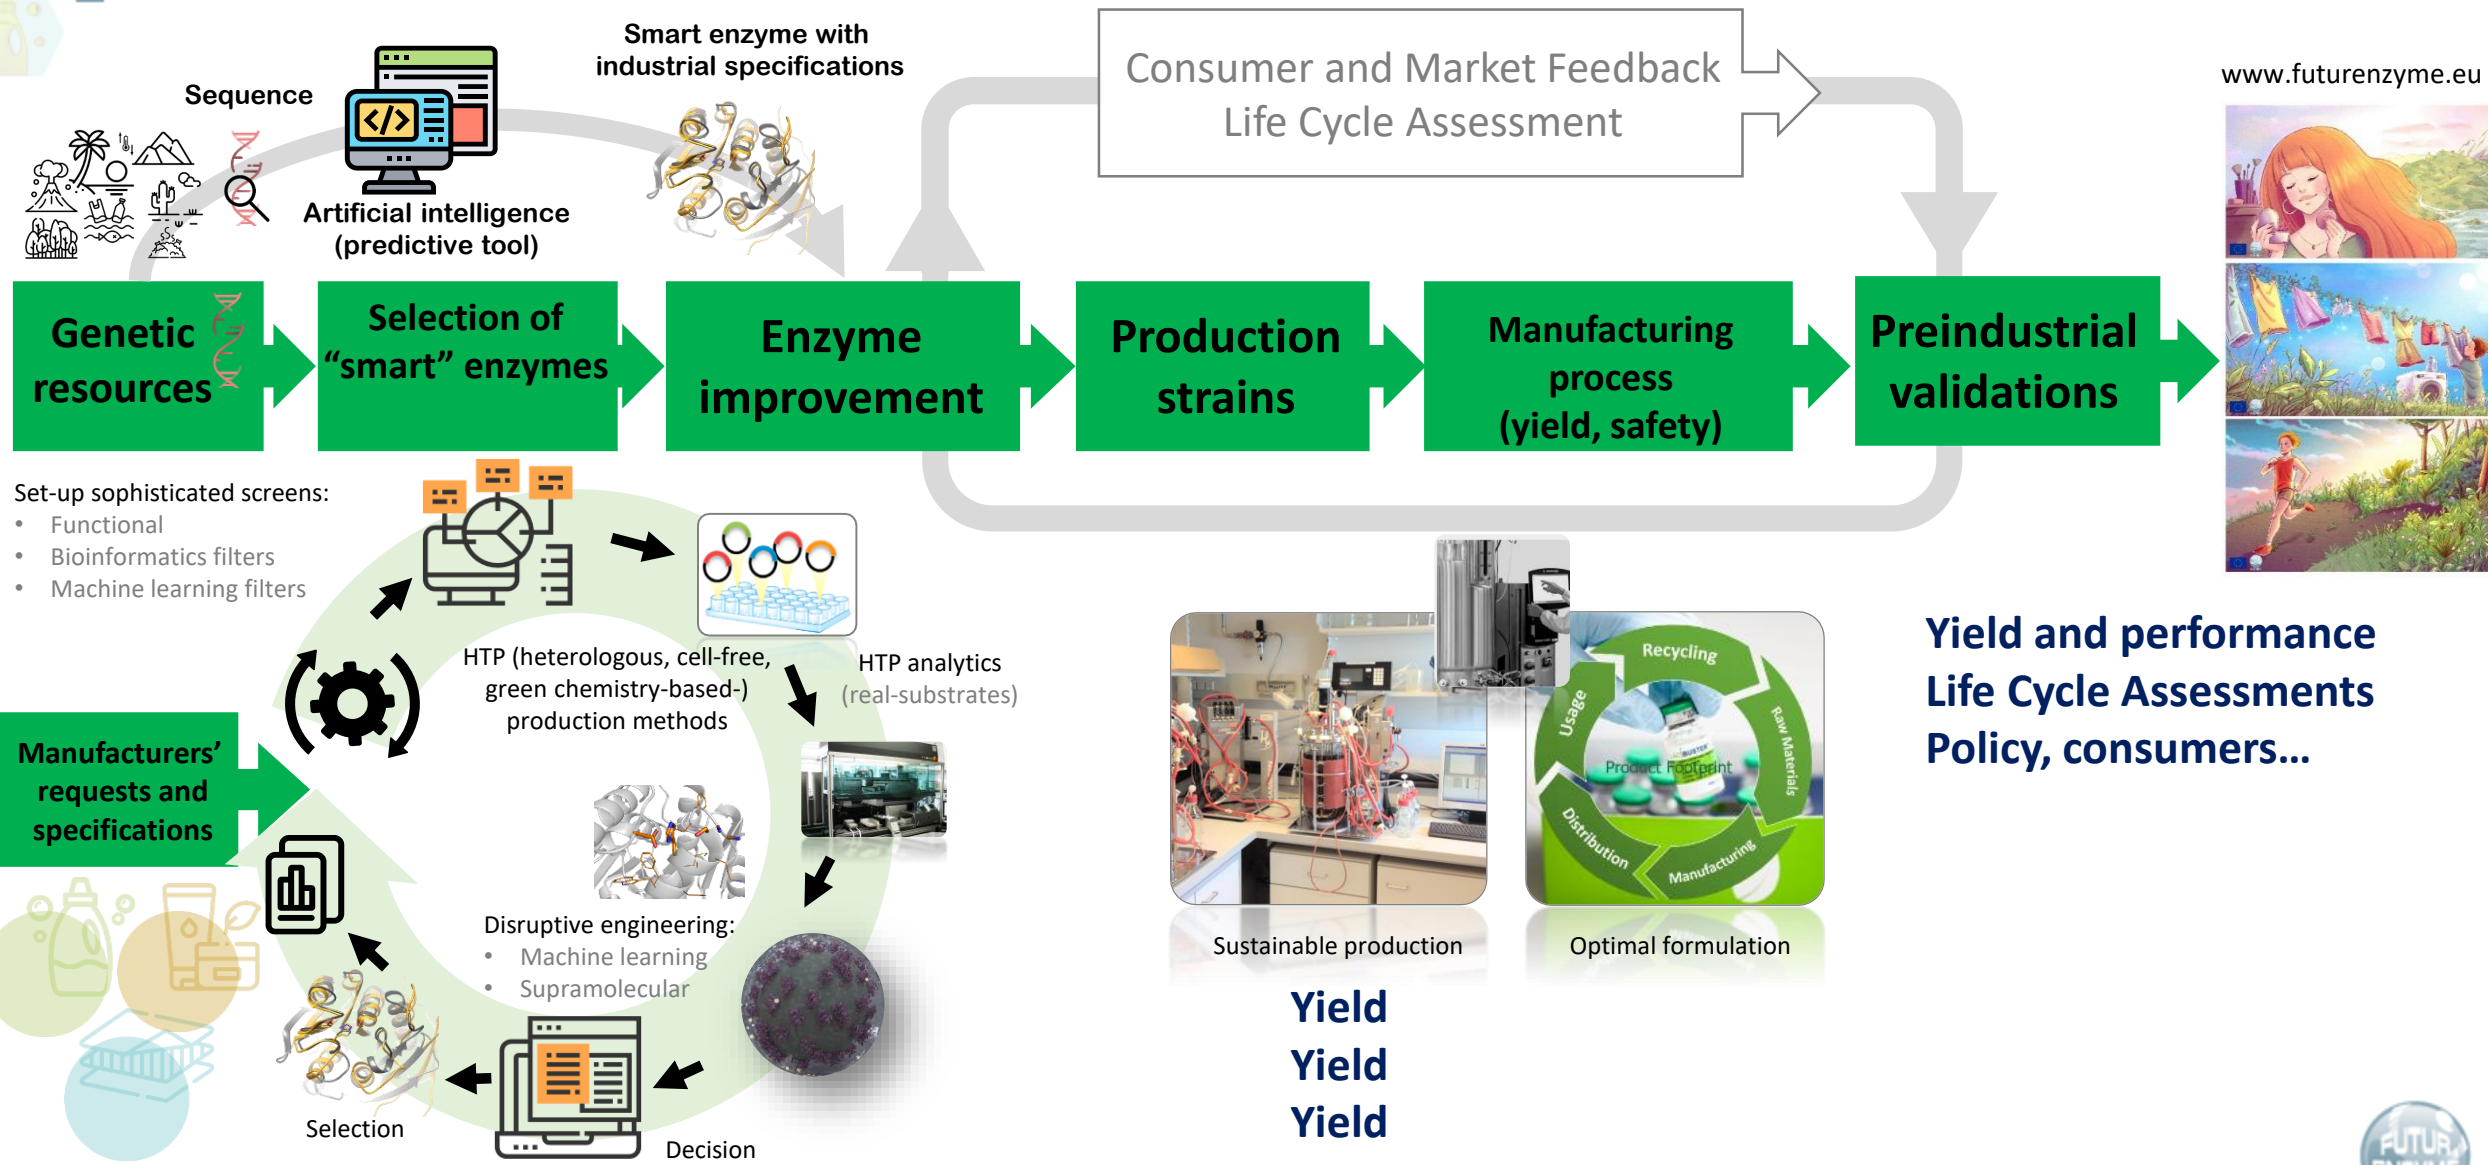 Smart enzyme with
industrial specifications
Sequence
Artificial intelligence
(predictive tool)
Consumer and Market Feedback
Life Cycle Assessment
www.futurenzyme.eu
Genetic
resources
Selection of
“smart” enzymes
Enzyme
improvement
Production
strains
Manufacturing
process
(yield, safety)
Preindustrial
validations
Set-up sophisticated screens:
• Functional
• Bioinformatics filters
• Machine learning filters
HTP (heterologous, cell-free,
green chemistry-based-)
production methods
HTP analytics
(real-substrates)
Manufacturers’
requests and
specifications
Disruptive engineering:
• Machine learning
• Supramolecular
Selection
Decision
Recycling
Raw Materials
Manufacturing
Distribution
Usage
Product Footprint
Sustainable production
Optimal formulation
Yield
Yield
Yield
Yield and performance
Life Cycle Assessments
Policy, consumers...
FUTUR